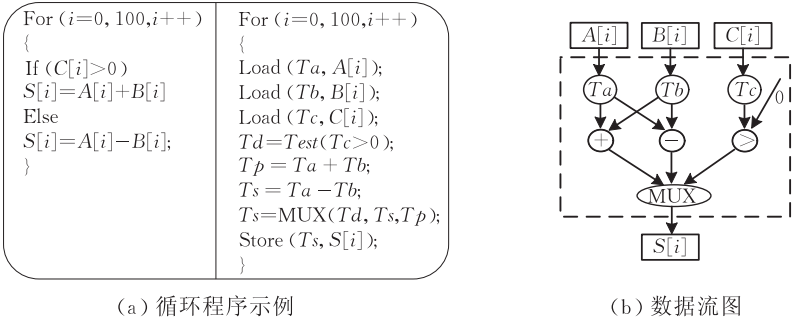 For (i=0, 100,i++)
{
If (C[i]>0)
S[i]=A[i]+B[i]
Else
S[i]=A[i]−B[i];
}
For (i=0, 100,i++)
{
Load (Ta, A[i]);
Load (Tb, B[i]);
Load (Tc, C[i]);
Td=Test(Tc>0);
Tp = Ta + Tb;
Ts = Ta −Tb;
Ts=MUX(Td, Ts,Tp);
Store (Ts, S[i]);
}
(a) 循环程序示例
A[i] B[i] C[i]
Ta Tb Tc 0
+ − >
MUX
S[i]
(b) 数据流图